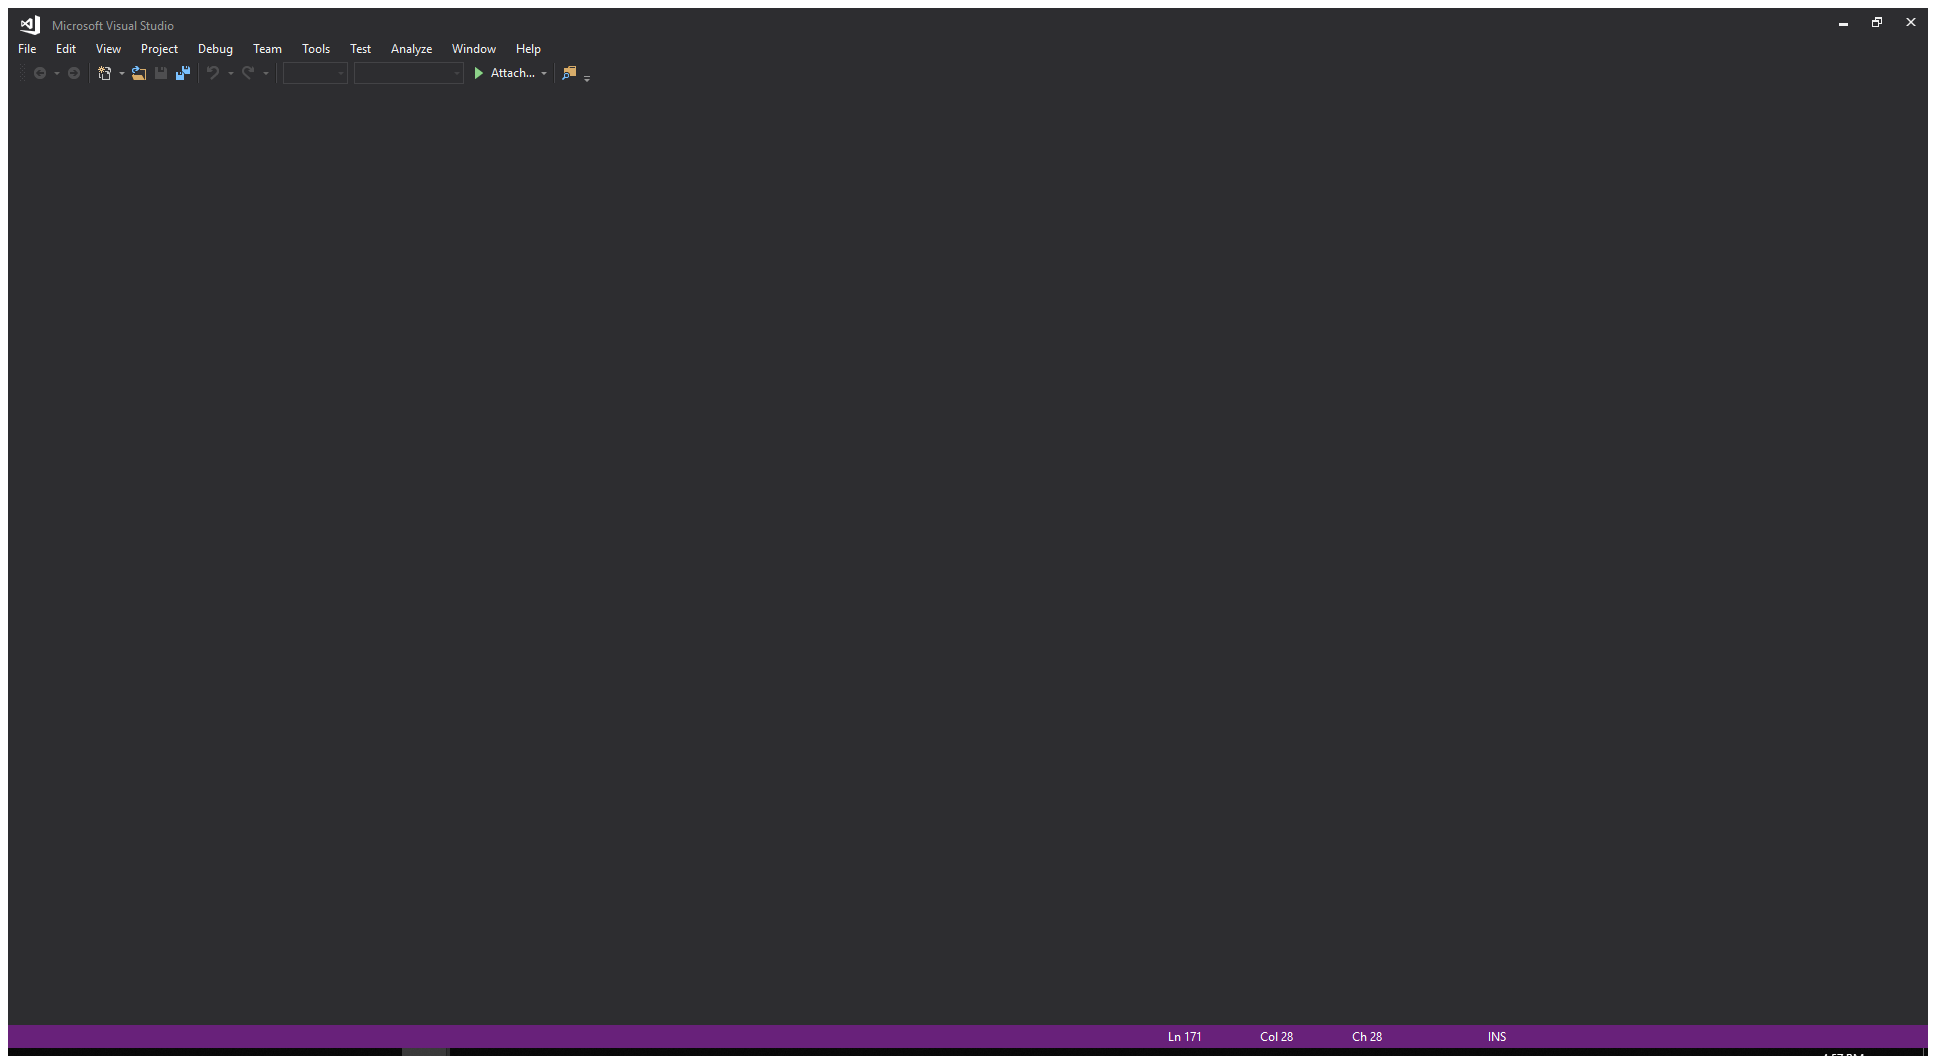 Microsoft Visual Studio
File Edit View Project Debug Team Tools Test Analyze Window Help
Attach...
Ln 171 Col 28 Ch 28 INS